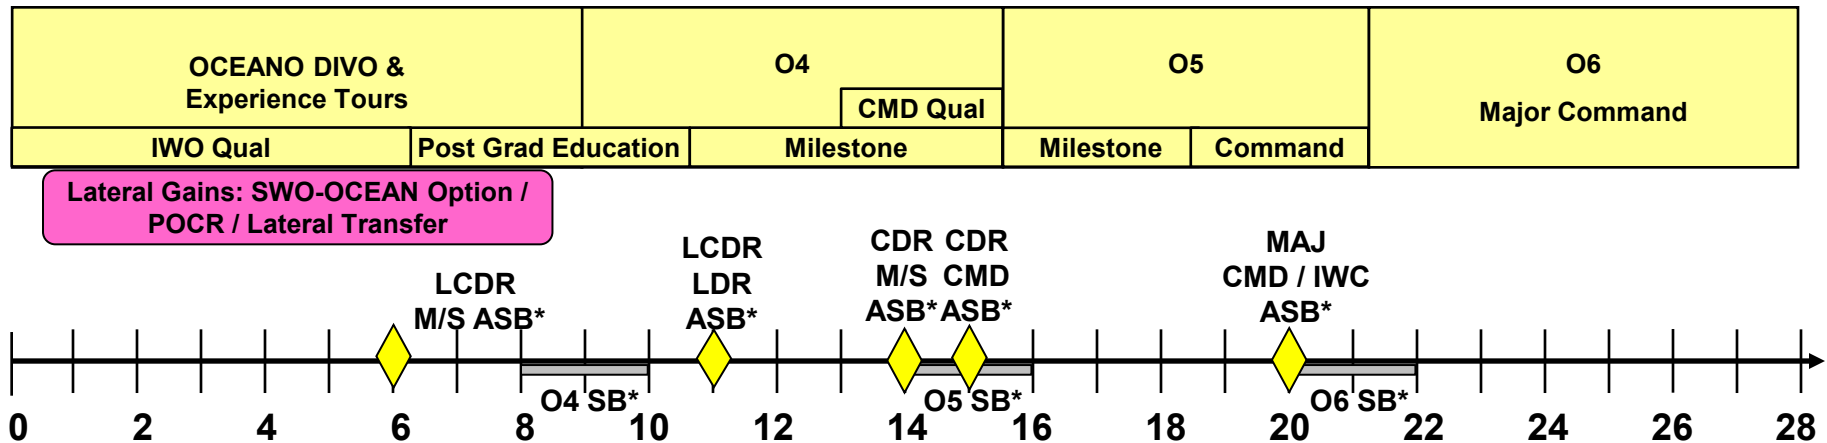 OCEANO DIVO &
Experience Tours
O4
O5
O6
CMD Qual
Major Command
IWO Qual
Post Grad Education
Milestone
Milestone
Command
Lateral Gains: SWO-OCEAN Option /
POCR / Lateral Transfer
LCDR
M/S ASB*
LCDR
LDR
ASB*
CDR
M/S
ASB*
CDR
CMD
ASB*
MAJ
CMD / IWC
ASB*
O4 SB*
O5 SB*
O6 SB*
0 2 4 6 8 10 12 14 16 18 20 22 24 26 28